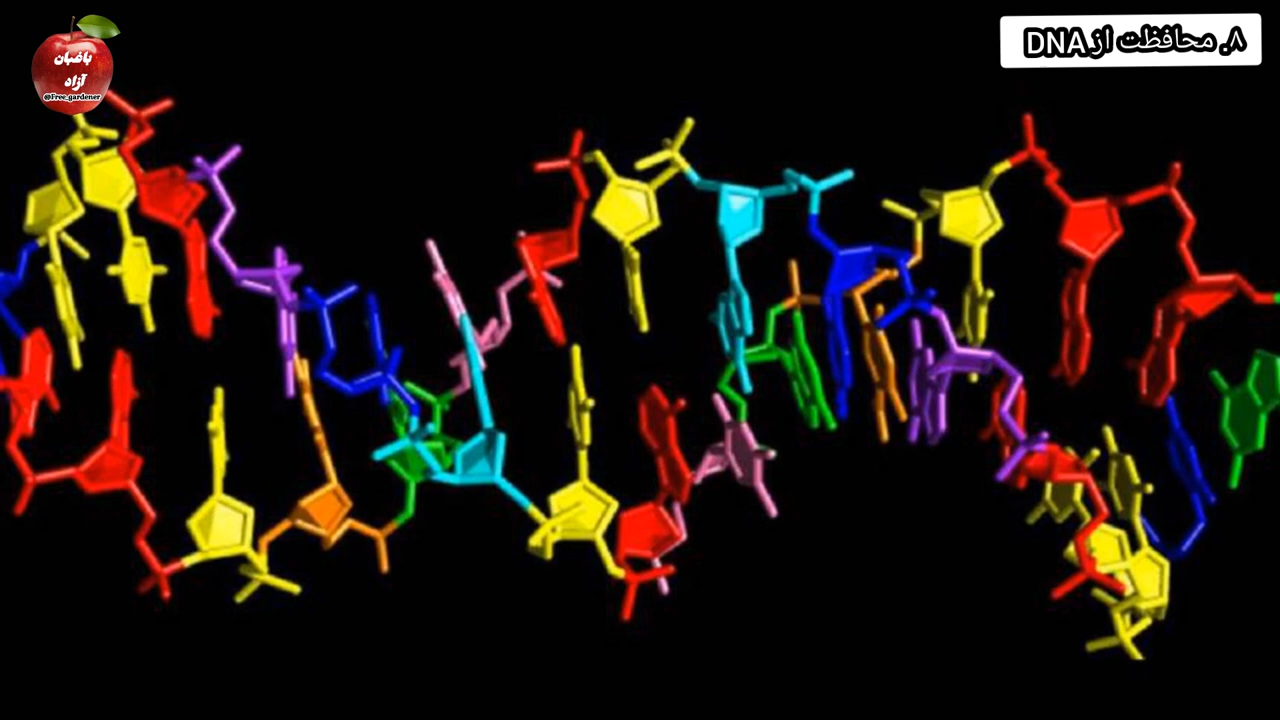 باغبان
آزاد
@Free_gardener
۸. محافظت از DNA